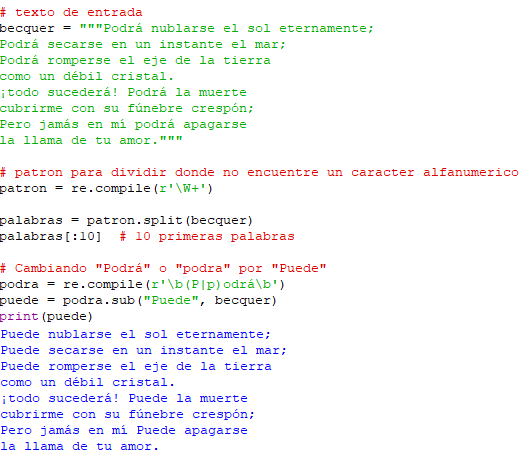 # texto de entrada
becquer = """Podrá nublarse el sol eternamente;
Podrá secarse en un instante el mar;
Podrá romperse el eje de la tierra
como un débil cristal.
¡todo sucederá! Podrá la muerte
cubrirme con su fúnebre crespón;
Pero jamás en mí podrá apagarse
la llama de tu amor."""
# patron para dividir donde no encuentre un caracter alfanumerico
patron = re.compile(r'\W+')
palabras = patron.split(becquer)
palabras[:10]  # 10 primeras palabras
# Cambiando "Podrá" o "podra" por "Puede"
podra = re.compile(r'\b(P|p)odrá\b')
puede = podra.sub("Puede", becquer)
print(puede)
Puede nublarse el sol eternamente;
Puede secarse en un instante el mar;
Puede romperse el eje de la tierra
como un débil cristal.
¡todo sucederá! Puede la muerte
cubrirme con su fúnebre crespón;
Pero jamás en mí Puede apagarse
la llama de tu amor.